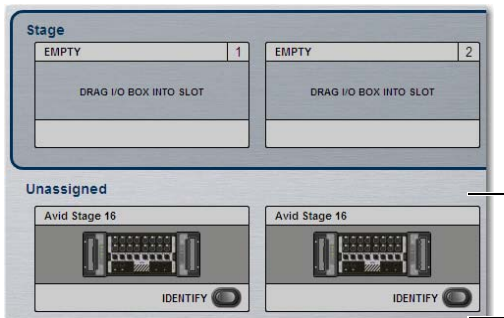 Stage
EMPTY 1 EMPTY 2
DRAG I/O BOX INTO SLOT DRAG I/O BOX INTO SLOT
Unassigned
Avid Stage 16 Avid Stage 16
IDENTIFY IDENTIFY